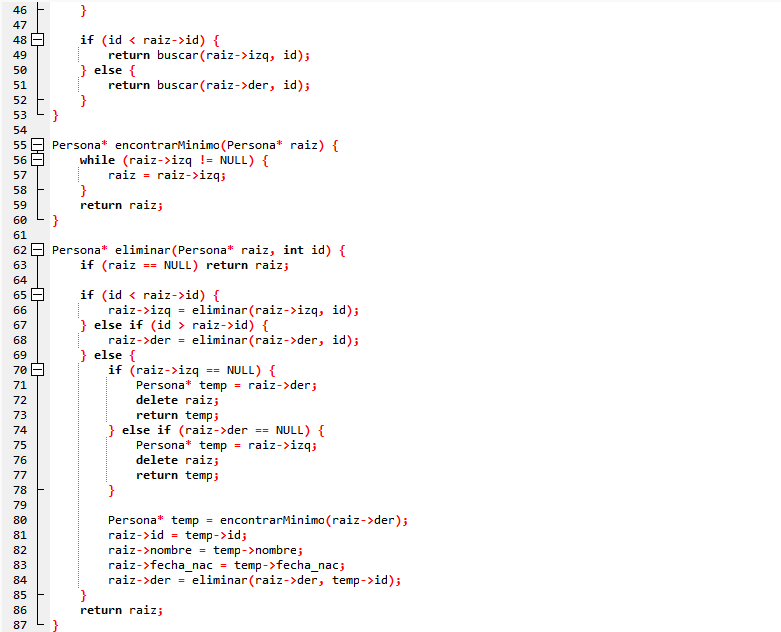 46 }
47
48 if (id < raiz->id) {
49 return buscar(raiz->izq, id);
50 } else {
51 return buscar(raiz->der, id);
52 }
53 }
54
55 Persona* encontrarMinimo(Persona* raiz) {
56 while (raiz->izq != NULL) {
57 raiz = raiz->izq;
58 }
59 return raiz;
60 }
61
62 Persona* eliminar(Persona* raiz, int id) {
63 if (raiz == NULL) return raiz;
64
65 if (id < raiz->id) {
66 raiz->izq = eliminar(raiz->izq, id);
67 } else if (id > raiz->id) {
68 raiz->der = eliminar(raiz->der, id);
69 } else {
70 if (raiz->izq == NULL) {
71 Persona* temp = raiz->der;
72 delete raiz;
73 return temp;
74 } else if (raiz->der == NULL) {
75 Persona* temp = raiz->izq;
76 delete raiz;
77 return temp;
78 }
79
80 Persona* temp = encontrarMinimo(raiz->der);
81 raiz->id = temp->id;
82 raiz->nombre = temp->nombre;
83 raiz->fecha_nac = temp->fecha_nac;
84 raiz->der = eliminar(raiz->der, temp->id);
85 }
86 return raiz;
87 }